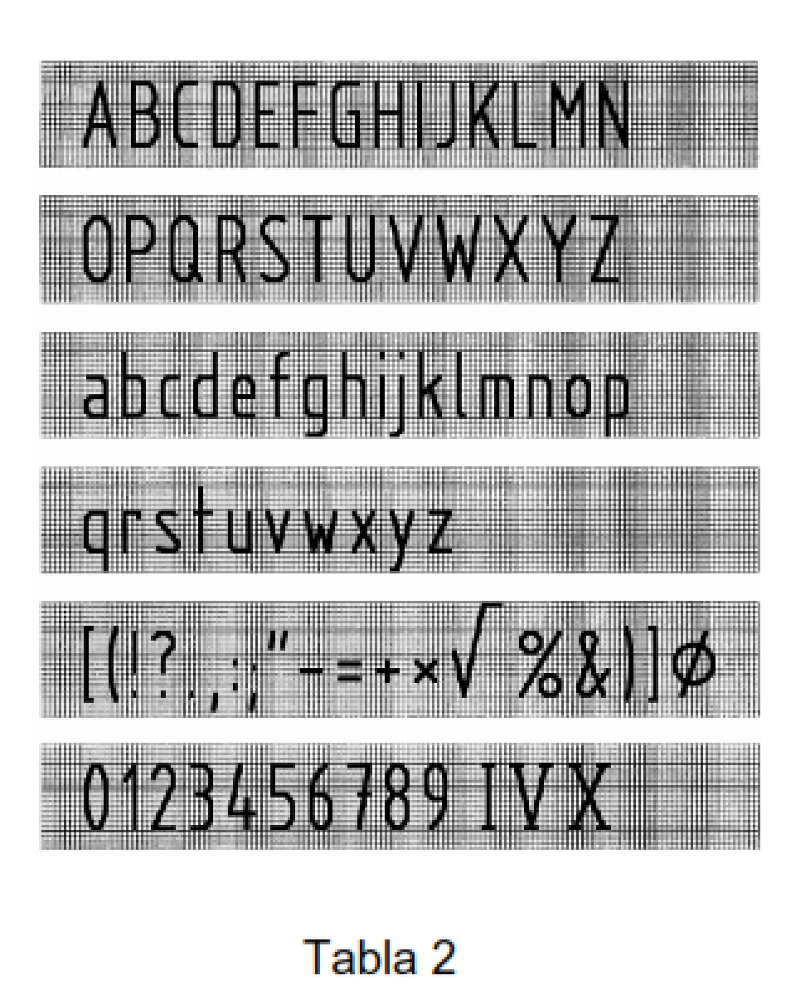 ABCDEFGHIJKLMN
OPQRSTUVWXYZ
abcdefghijklmnop
qrstuvwxyz
[(!?.,:;"-=+×√%&)]Ø
0123456789 IVX
Tabla 2